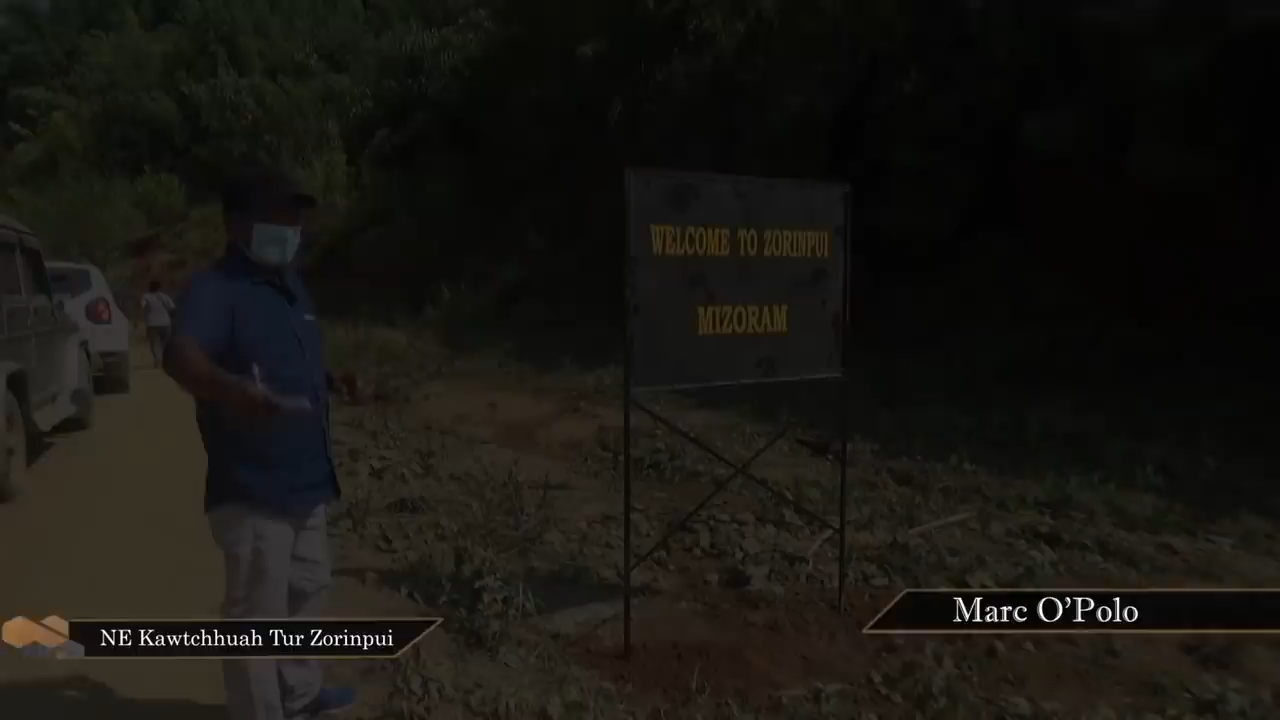 WELCOME TO ZORINPUI
MIZORAM
Marc O'Polo
NE Kawtchhuah Tur Zorinpui